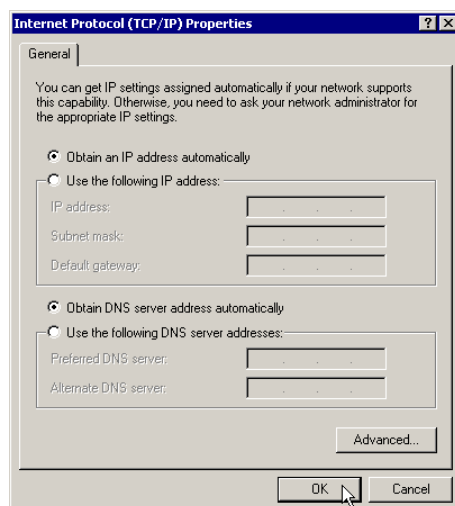 Internet Protocol (TCP/IP) Properties
General
You can get IP settings assigned automatically if your network supports
this capability. Otherwise, you need to ask your network administrator for
the appropriate IP settings.
Obtain an IP address automatically
Use the following IP address:
IP address:
Subnet mask:
Default gateway:
Obtain DNS server address automatically
Use the following DNS server addresses:
Preferred DNS server:
Alternate DNS server:
Advanced...
OK Cancel